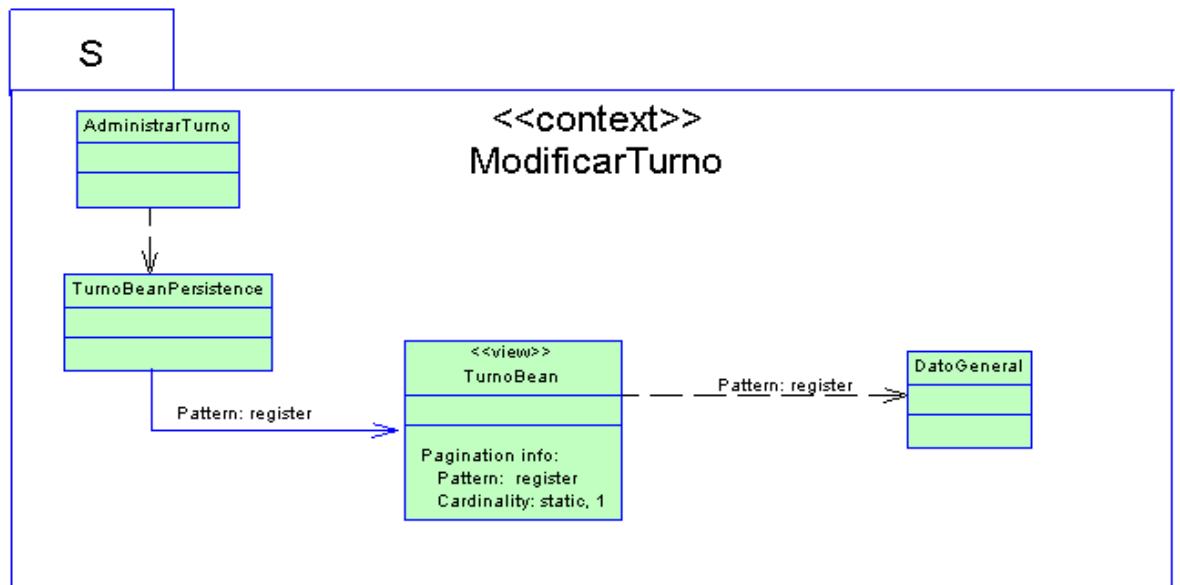 S
<<context>>
ModificarTurno
AdministrarTurno
TurnoBeanPersistence
Pattern: register
<<view>>
TurnoBean
Pagination info:
Pattern: register
Cardinality: static, 1
Pattern: register
DatoGeneral